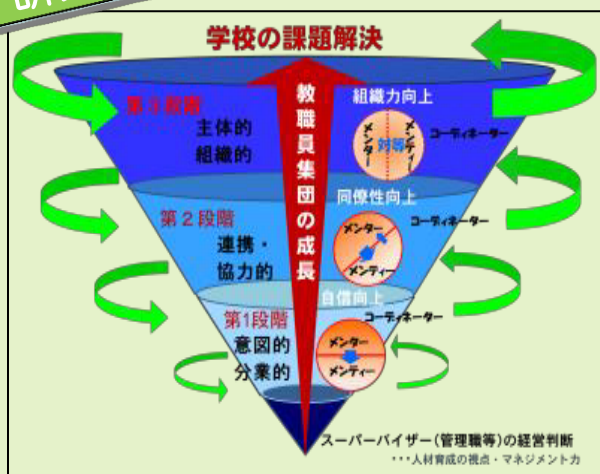 学校の課題解決
教職員集団の成長
第3段階
主体的
組織的
組織力向上
メンター
対等
メンティー
コーディネーター
第2段階
連携・
協力的
同僚性向上
メンター
メンティー
コーディネーター
第1段階
意図的
分業的
自信向上
メンター
メンティー
コーディネーター
スーパーバイザー(管理職等)の経営判断
・・・人材育成の視点・マネジメント力